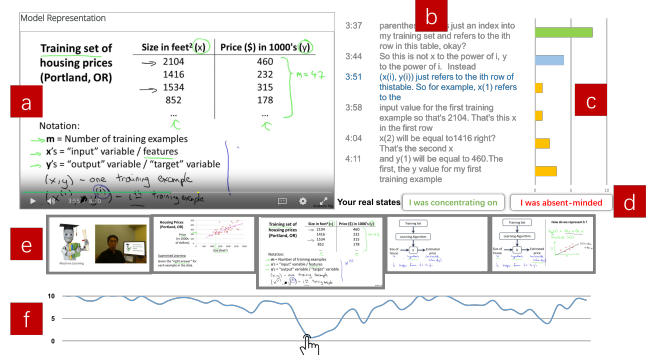 Model Representation
Training set of
housing prices
(Portland, OR)
Size in feet² (x) Price ($) in 1000's (y)
2104 460
1416 232
1534 315
852 178
... ...
m = 47
Notation:
m = Number of training examples
x's = "input" variable / features
y's = "output" variable / "target" variable
(x,y) - one training example
a
b
3:37 just an index into
my training set and refers to the ith
row in this table, okay?
3:44 So this is not x to the power of i, y
to the power of i. Instead
3:51 (x(i), y(i)) just refers to the ith row of
thistable. So for example, x(1) refers
to the
3:58 input value for the first training
example so that's 2104. That's this x
in the first row
4:04 x(2) will be equal to1416 right?
That's the second x
4:11 and y(1) will be equal to 460.The
first, the y value for my first
training example
c
0 10
Your real states I was concentrating on I was absent-minded
d
e
Machine Learning
Housing Prices
(Portland, OR)
Supervised Learning
Training set of
housing prices
(Portland, OR)
Notation:
Training Set
Learning Algorithm
Training Set
Learning Algorithm
f
10
5
0